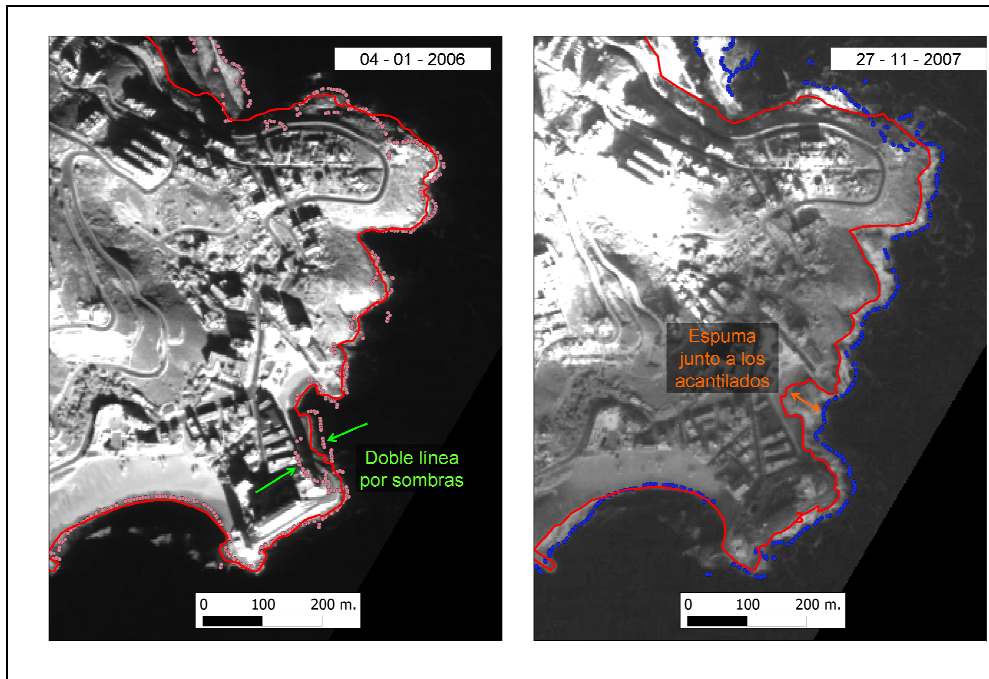 04 - 01 - 2006
27 - 11 - 2007
Doble línea
por sombras
Espuma
junto a los
acantilados
0 100 200 m.
0 100 200 m.